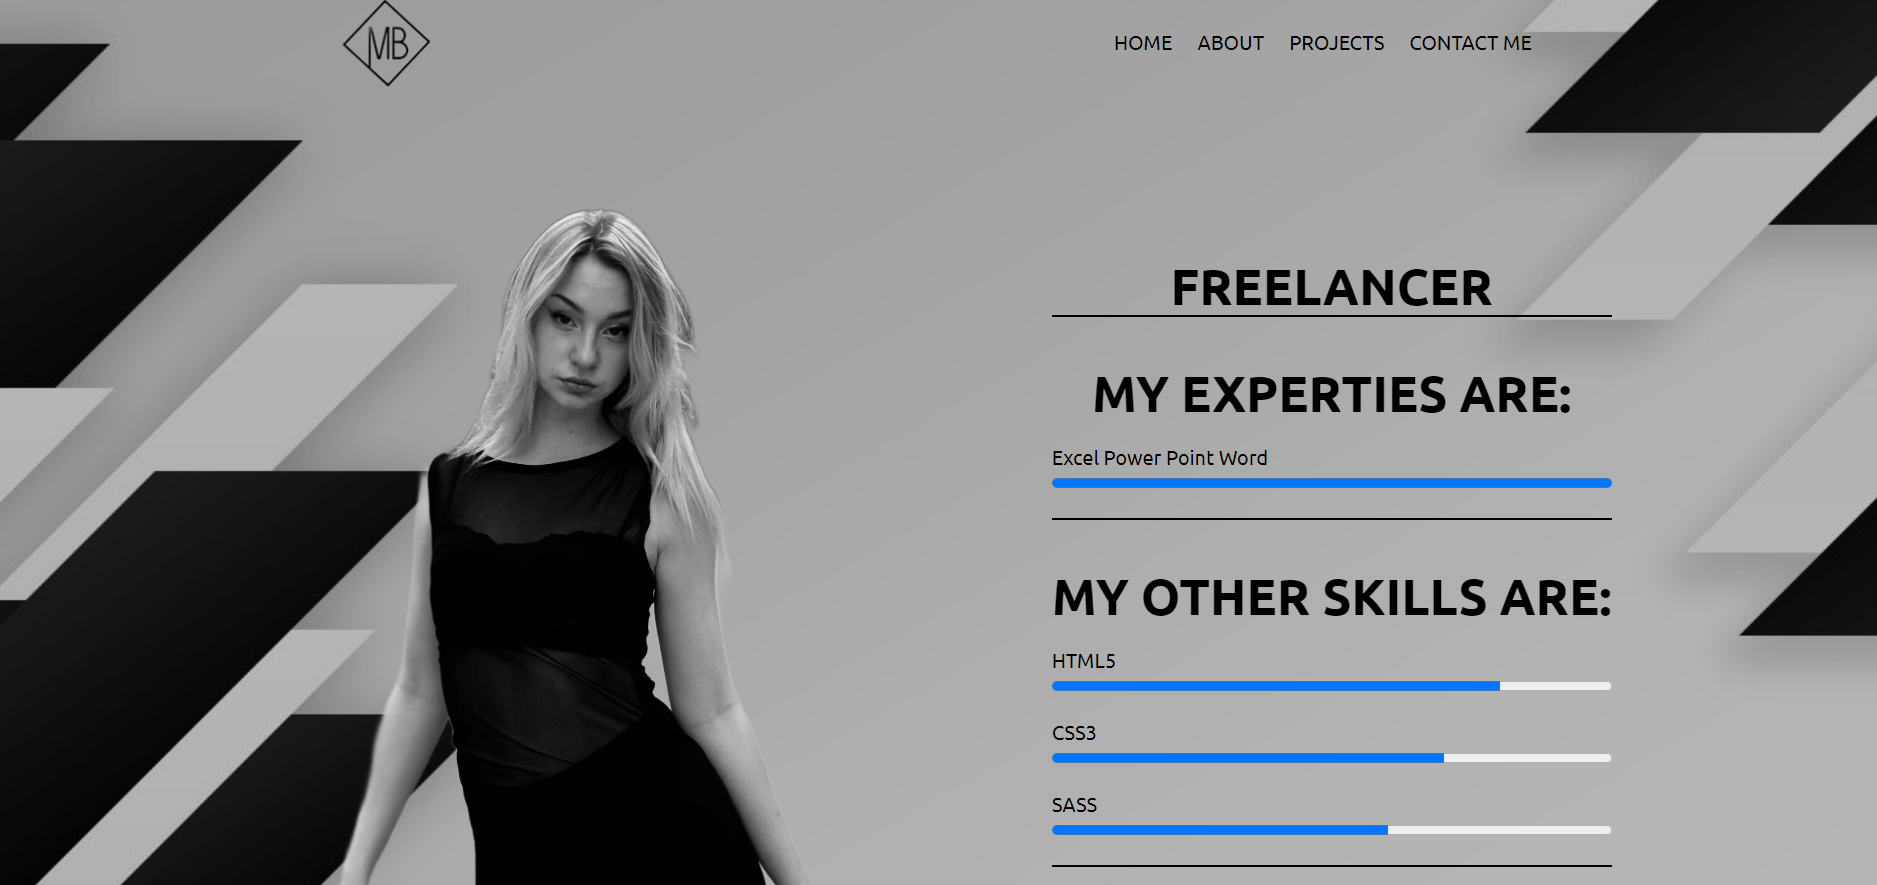 MB
HOME ABOUT PROJECTS CONTACT ME
FREELANCER
MY EXPERTIES ARE:
Excel Power Point Word
MY OTHER SKILLS ARE:
HTML5
CSS3
SASS